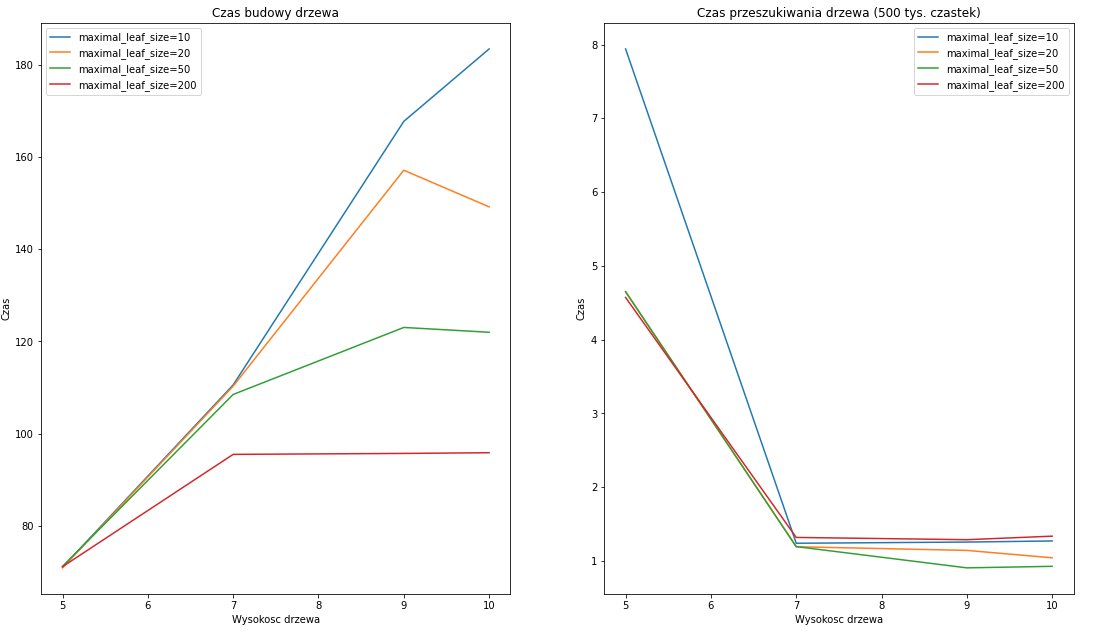 Czas budowy drzewa
maximal_leaf_size=10
maximal_leaf_size=20
maximal_leaf_size=50
maximal_leaf_size=200
180
160
140
120
100
80
Czas
5 6 7 8 9 10
Wysokosc drzewa
Czas przeszukiwania drzewa (500 tys. czastek)
maximal_leaf_size=10
maximal_leaf_size=20
maximal_leaf_size=50
maximal_leaf_size=200
8
7
6
5
4
3
2
1
Czas
5 6 7 8 9 10
Wysokosc drzewa